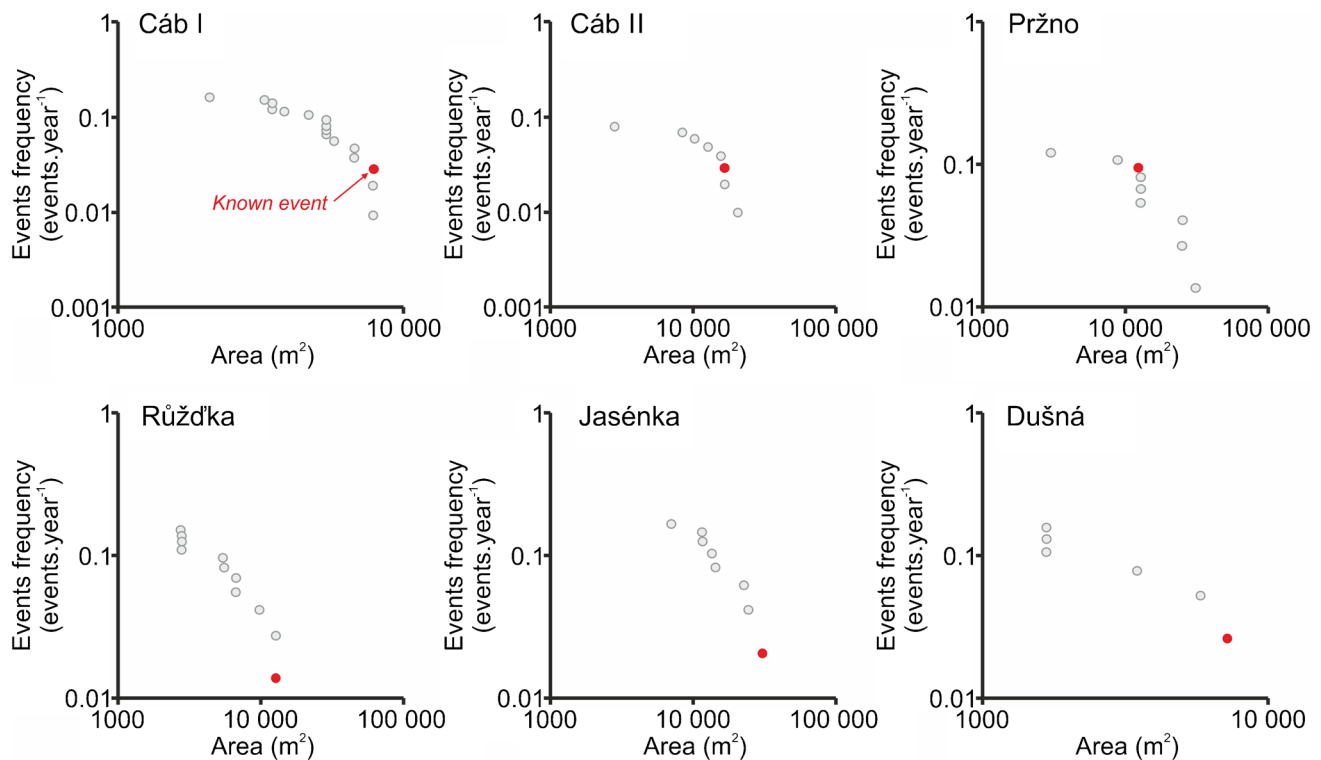 Cáb I
1
0.1
0.01
0.001
1000
10 000
Events frequency
(events.year⁻¹)
Area (m²)
Known event
Cáb II
1
0.1
0.01
0.001
1000
10 000
100 000
Events frequency
(events.year⁻¹)
Area (m²)
Pržno
1
0.1
0.01
1000
10 000
100 000
Events frequency
(events.year⁻¹)
Area (m²)
Růžďka
1
0.1
0.01
1000
10 000
100 000
Events frequency
(events.year⁻¹)
Area (m²)
Jasénka
1
0.1
0.01
1000
10 000
100 000
Events frequency
(events.year⁻¹)
Area (m²)
Dušná
1
0.1
0.01
1000
10 000
Events frequency
(events.year⁻¹)
Area (m²)